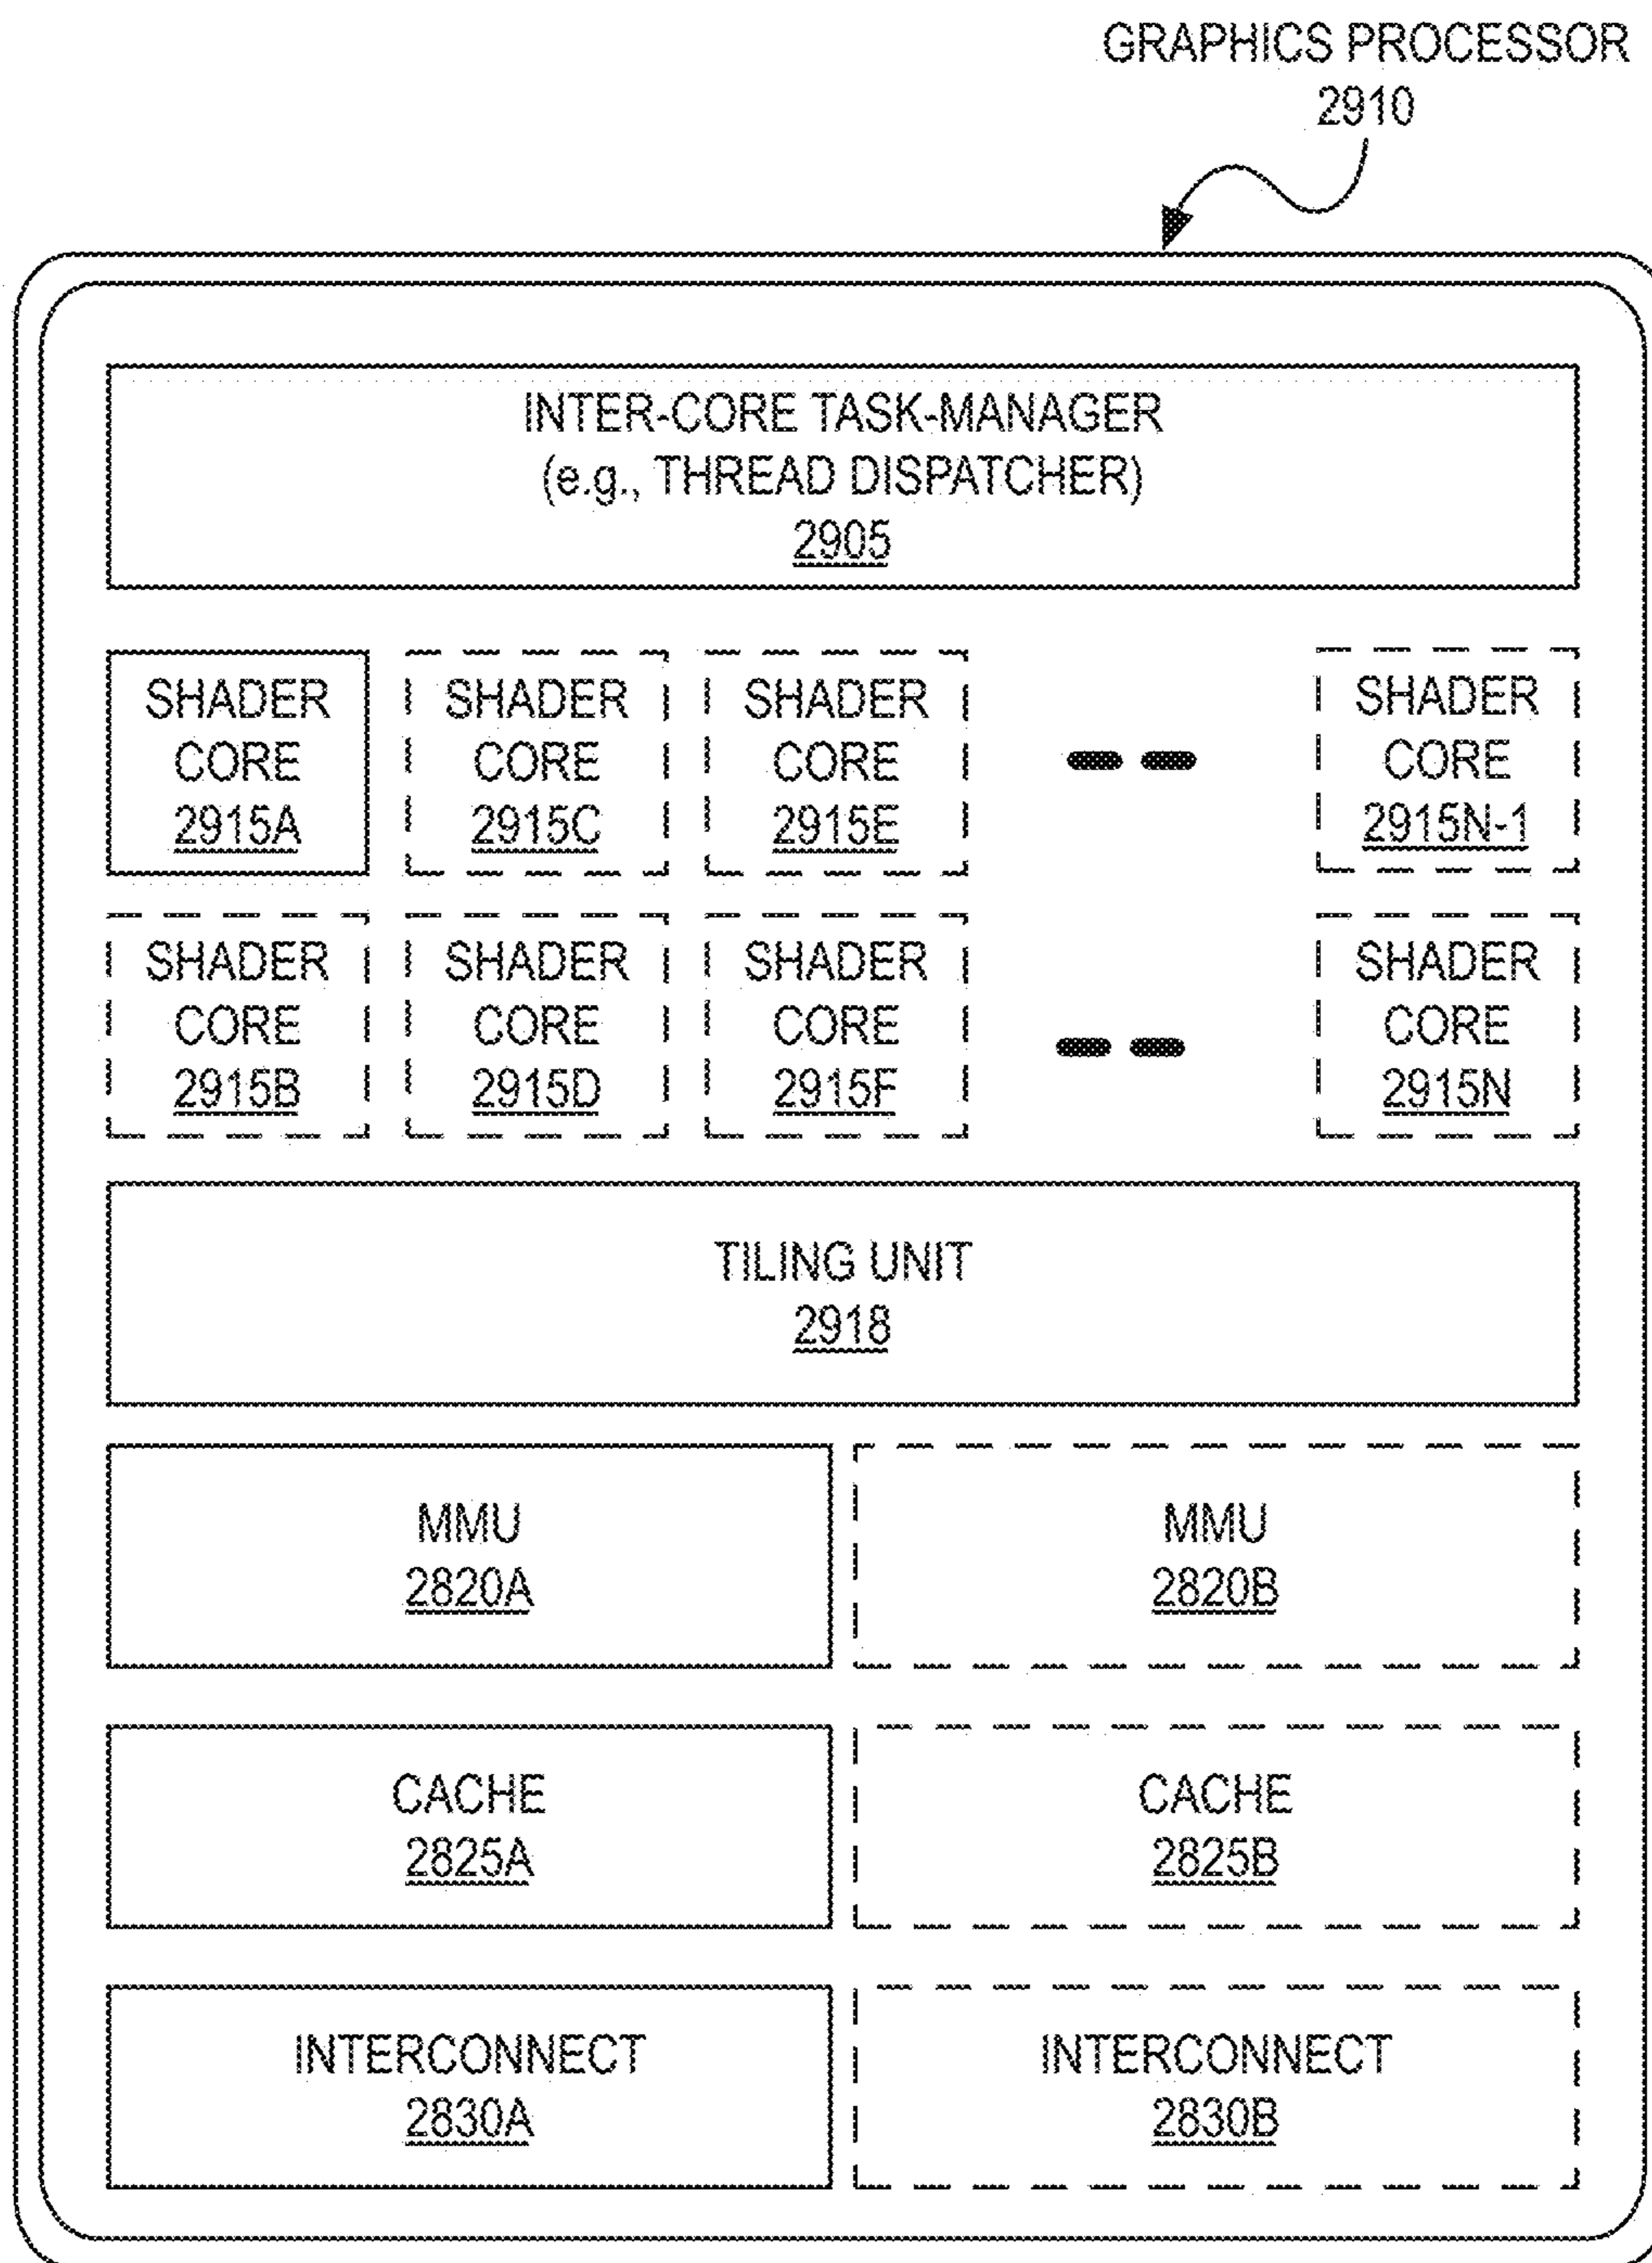 GRAPHICS PROCESSOR
2910
INTER-CORE TASK-MANAGER
(e.g., THREAD DISPATCHER)
2905
SHADER
CORE
2915A
SHADER
CORE
2915C
SHADER
CORE
2915E
SHADER
CORE
2915N-1
SHADER
CORE
2915B
SHADER
CORE
2915D
SHADER
CORE
2915F
SHADER
CORE
2915N
TILING UNIT
2918
MMU
2820A
MMU
2820B
CACHE
2825A
CACHE
2825B
INTERCONNECT
2830A
INTERCONNECT
2830B